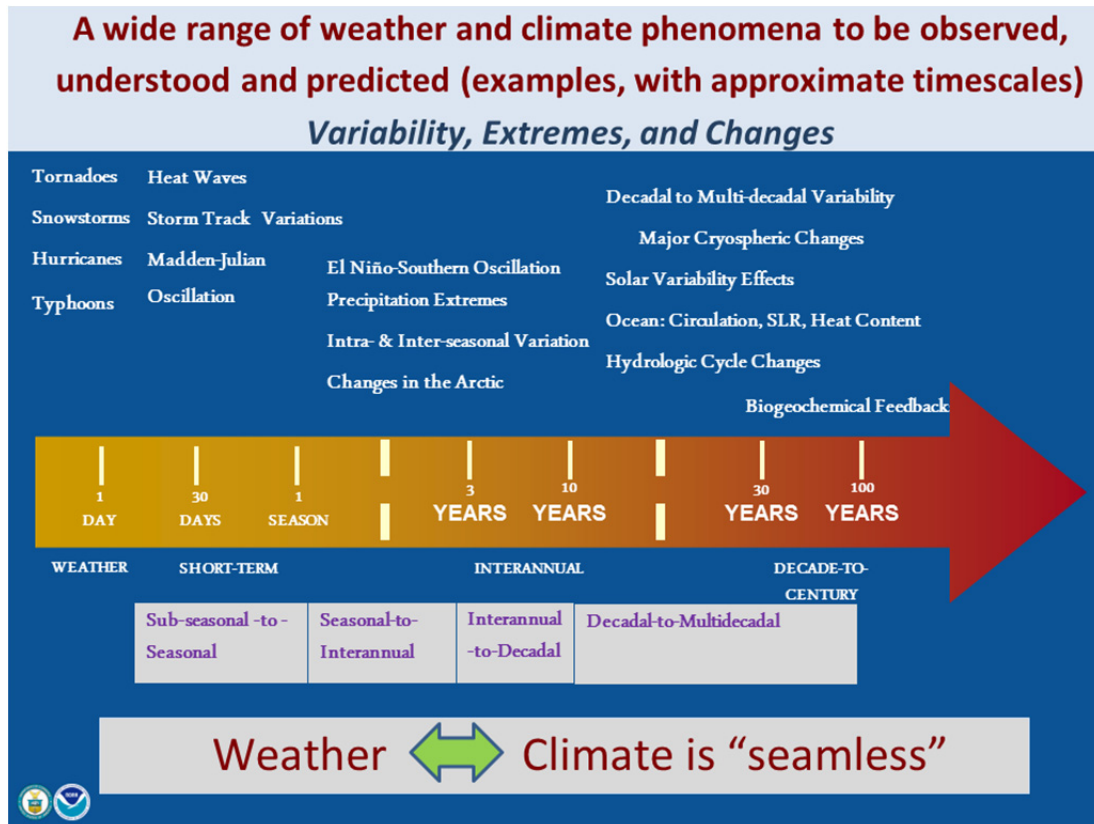 A wide range of weather and climate phenomena to be observed,
understood and predicted (examples, with approximate timescales)
Variability, Extremes, and Changes
Tornadoes
Snowstorms
Hurricanes
Typhoons
Heat Waves
Storm Track Variations
Madden-Julian
Oscillation
El Niño-Southern Oscillation
Precipitation Extremes
Intra- & Inter-seasonal Variation
Changes in the Arctic
Decadal to Multi-decadal Variability
Major Cryospheric Changes
Solar Variability Effects
Ocean: Circulation, SLR, Heat Content
Hydrologic Cycle Changes
Biogeochemical Feedback
1
DAY
30
DAYS
1
SEASON
3
YEARS
10
YEARS
30
YEARS
100
YEARS
WEATHER
SHORT-TERM
INTERANNUAL
DECADE-TO-
CENTURY
Sub-seasonal -to -
Seasonal
Seasonal-to-
Interannual
Interannual
-to-Decadal
Decadal-to-Multidecadal
Weather
Climate is “seamless”